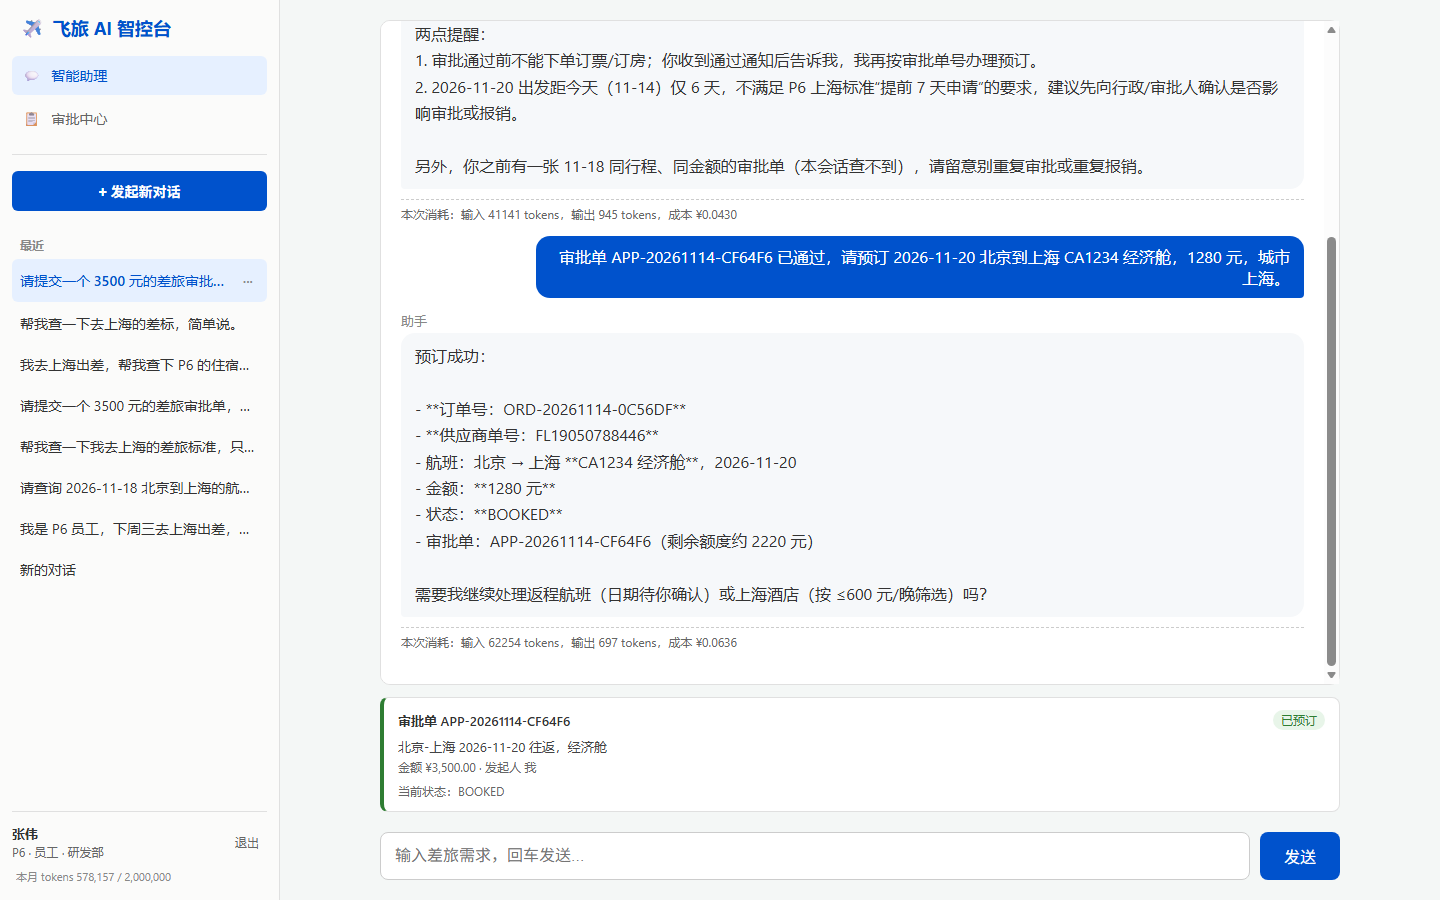 飞旅 AI 智控台
智能助理
审批中心
+ 发起新对话
最近
请提交一个 3500 元的差旅审批... ...
帮我查一下去上海的差标，简单说。
我去上海出差，帮我查下 P6 的住宿...
请提交一个 3500 元的差旅审批单，...
帮我查一下我去上海的差旅标准，只...
请查询 2026-11-18 北京到上海的航...
我是 P6 员工，下周三去上海出差，...
新的对话
张伟
P6 · 员工 · 研发部
退出
本月 tokens 578,157 / 2,000,000
两点提醒：
1. 审批通过前不能下单订票/订房；你收到通过通知后告诉我，我再按审批单号办理预订。
2. 2026-11-20 出发距今天（11-14）仅 6 天，不满足 P6 上海标准“提前 7 天申请”的要求，建议先向行政/审批人确认是否影
响审批或报销。
另外，你之前有一张 11-18 同行程、同金额的审批单（本会话查不到），请留意别重复审批或重复报销。
本次消耗：输入 41141 tokens，输出 945 tokens，成本 ¥0.0430
审批单 APP-20261114-CF64F6 已通过，请预订 2026-11-20 北京到上海 CA1234 经济舱，1280 元，城市
上海。
助手
预订成功：
- **订单号：ORD-20261114-0C56DF**
- **供应商单号：FL19050788446**
- 航班：北京 → 上海 **CA1234 经济舱**，2026-11-20
- 金额：**1280 元**
- 状态：**BOOKED**
- 审批单：APP-20261114-CF64F6（剩余额度约 2220 元）
需要我继续处理返程航班（日期待你确认）或上海酒店（按 ≤600 元/晚筛选）吗？
本次消耗：输入 62254 tokens，输出 697 tokens，成本 ¥0.0636
审批单 APP-20261114-CF64F6
已预订
北京-上海 2026-11-20 往返，经济舱
金额 ¥3,500.00 · 发起人 我
当前状态：BOOKED
输入差旅需求，回车发送...
发送